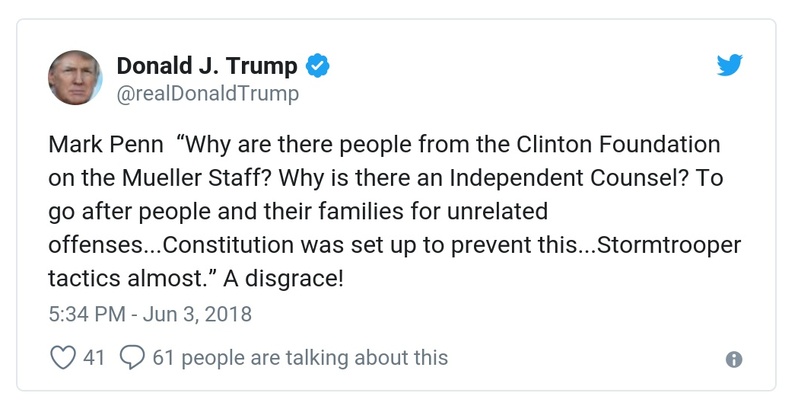 Donald J. Trump
@realDonaldTrump
Mark Penn “Why are there people from the Clinton Foundation
on the Mueller Staff? Why is there an Independent Counsel? To
go after people and their families for unrelated
offenses...Constitution was set up to prevent this...Stormtrooper
tactics almost.” A disgrace!
5:34 PM - Jun 3, 2018
41 61 people are talking about this